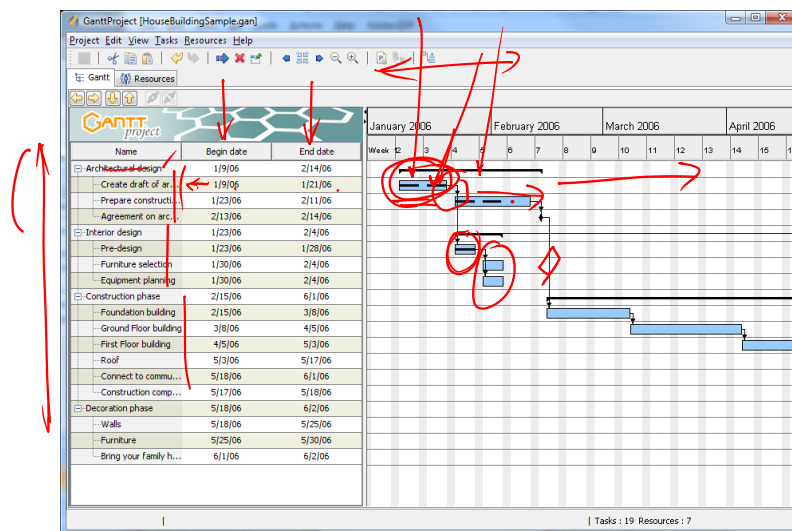 GanttProject [HouseBuildingSample.gan]
Project Edit View Tasks Resources Help
Gantt Resources
GANTT project
January 2006 February 2006 March 2006 April 2006
Week 2 3 4 5 6 7 8 9 10 11 12 13 14 15
Name Begin date End date
Architectural design 1/9/06 2/14/06
Create draft of ar... 1/9/06 1/21/06
Prepare constructi... 1/23/06 2/11/06
Agreement on arc... 2/13/06 2/14/06
Interior design 1/23/06 2/4/06
Pre-design 1/23/06 1/28/06
Furniture selection 1/30/06 2/4/06
Equipment planning 1/30/06 2/4/06
Construction phase 2/15/06 6/1/06
Foundation building 2/15/06 3/8/06
Ground Floor building 3/8/06 4/5/06
First Floor building 4/5/06 5/3/06
Roof 5/3/06 5/17/06
Connect to commu... 5/18/06 6/1/06
Construction comp... 5/17/06 5/18/06
Decoration phase 5/18/06 6/2/06
Walls 5/18/06 5/25/06
Furniture 5/25/06 5/30/06
Bring your family h... 6/1/06 6/2/06
Tasks : 19 Resources : 7